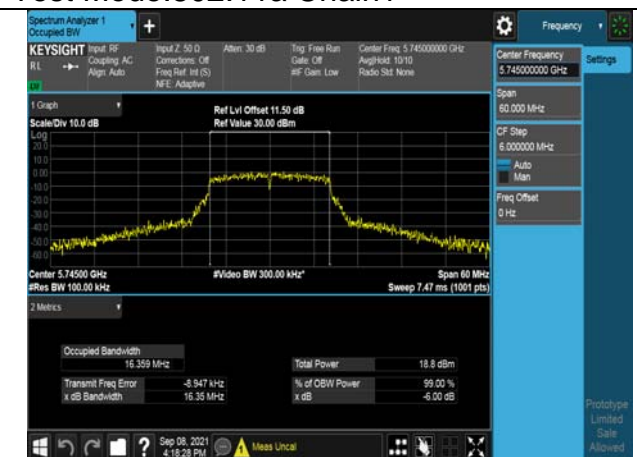 Spectrum Analyzer 1
Occupied BW
Frequency
KEYSIGHT
RL
Input: RF
Coupling: AC
Align: Auto
Input Z: 50 Ω
Corrections: Off
Freq Ref: Int (S)
NFE: Adaptive
Atten: 30 dB
Trig: Free Run
Gate: Off
#IF Gain: Low
Center Freq: 5.745000000 GHz
Avg|Hold: 10/10
Radio Std: None
Center Frequency
5.745000000 GHz
Settings
Span
60.000 MHz
CF Step
6.000000 MHz
Auto
Man
Freq Offset
0 Hz
1 Graph
Scale/Div 10.0 dB
Ref Lvl Offset 11.50 dB
Ref Value 30.00 dBm
Log
20.0
10.0
0.00
-10.0
-20.0
-30.0
-40.0
-50.0
-60.0
Center 5.74500 GHz
#Res BW 100.00 kHz
#Video BW 300.00 kHz*
Span 60 MHz
Sweep 7.47 ms (1001 pts)
2 Metrics
Occupied Bandwidth
16.359 MHz
Total Power 18.8 dBm
Transmit Freq Error -8.947 kHz
% of OBW Power 99.00 %
x dB Bandwidth 16.35 MHz
x dB -6.00 dB
Prototype
Limited
Sale
Allowed
?
Sep 08, 2021
4:18:28 PM
1
Meas Uncal